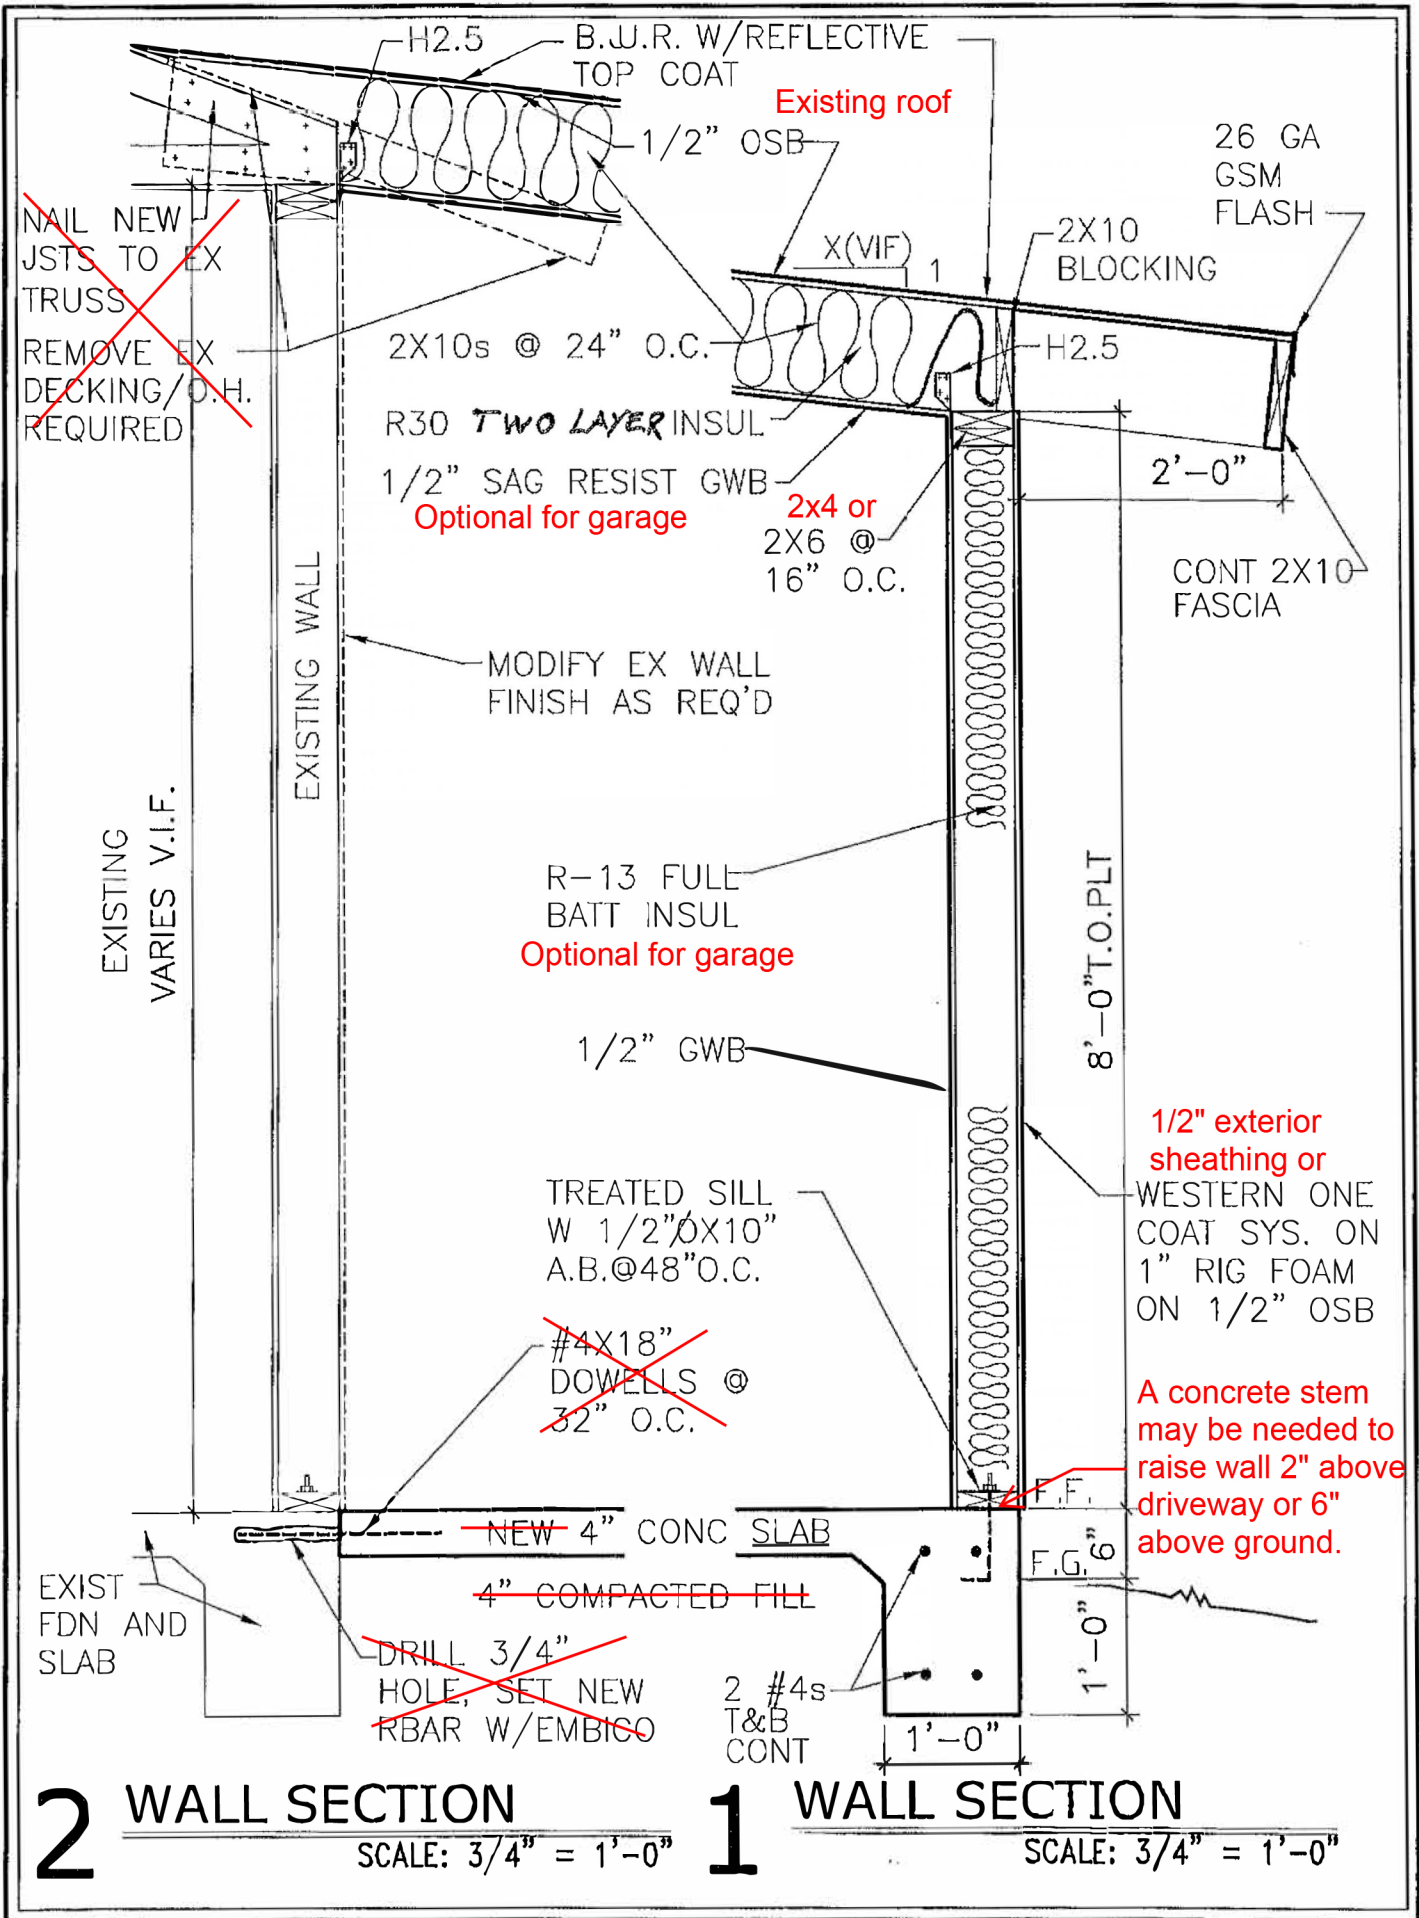 H2.5
B.U.R. W/REFLECTIVE
TOP COAT
Existing roof
1/2" OSB
26 GA
GSM
FLASH
NAIL NEW
JSTS TO EX
TRUSS
REMOVE EX
DECKING/O.H.
REQUIRED
X(VIF)
1
2X10
BLOCKING
2X10s @ 24" O.C.
H2.5
R30 TWO LAYER INSUL
1/2" SAG RESIST GWB
Optional for garage
2x4 or
2X6 @
16" O.C.
2'-0"
CONT 2X10
FASCIA
EXISTING WALL
MODIFY EX WALL
FINISH AS REQ'D
EXISTING
VARIES V.I.F.
R-13 FULL
BATT INSUL
Optional for garage
8'-0"T.O.PLT
1/2" GWB
1/2" exterior
sheathing or
WESTERN ONE
COAT SYS. ON
1" RIG FOAM
ON 1/2" OSB
TREATED SILL
W 1/2"ØX10"
A.B.@48"O.C.
#4X18"
DOWELLS @
32" O.C.
A concrete stem
may be needed to
raise wall 2" above
driveway or 6"
above ground.
F.F.
NEW 4" CONC SLAB
F.G.
6"
4" COMPACTED FILL
EXIST
FDN AND
SLAB
DRILL 3/4"
HOLE, SET NEW
RBAR W/EMBICO
2 #4s
T&B
CONT
1'-0"
1'-0"
2 WALL SECTION
SCALE: 3/4" = 1'-0"
1 WALL SECTION
SCALE: 3/4" = 1'-0"